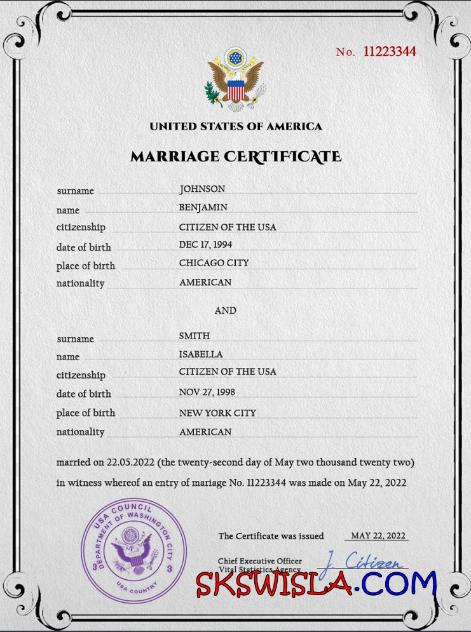 No. 11223344
UNITED STATES OF AMERICA
MARRIAGE CERTIFICATE
surname JOHNSON
name BENJAMIN
citizenship CITIZEN OF THE USA
date of birth DEC 17, 1994
place of birth CHICAGO CITY
nationality AMERICAN
AND
surname SMITH
name ISABELLA
citizenship CITIZEN OF THE USA
date of birth NOV 27, 1998
place of birth NEW YORK CITY
nationality AMERICAN
married on 22.05.2022 (the twenty-second day of May two thousand twenty two)
in witness whereof an entry of mariage No. 11223344 was made on May 22, 2022
USA COUNCIL
DEPARTMENT OF WASHINGTON CITY
USA COUNTRY
The Certificate was issued MAY 22, 2022
Chief Executive Officer
Vital Statistics Agency
J. Citizen
SKSWISLA.COM